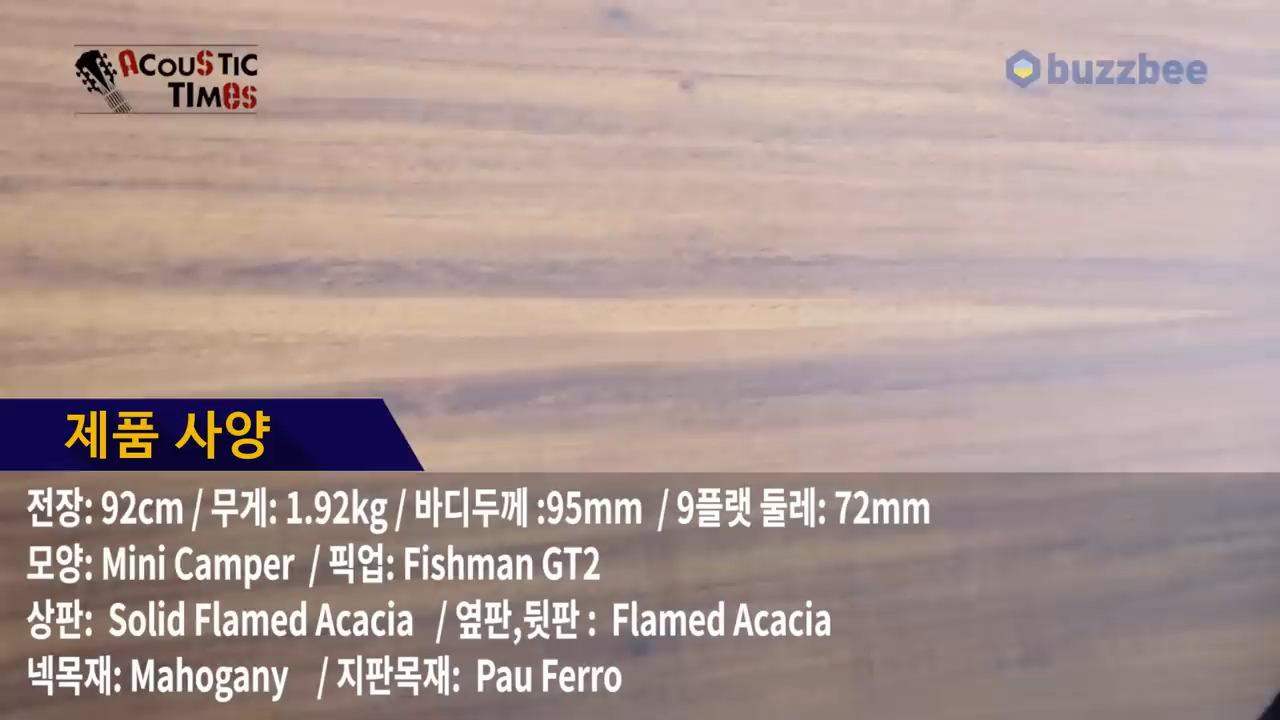 ACOUSTIC
TIMES
buzzbee
제품 사양
전장: 92cm / 무게: 1.92kg / 바디두께 :95mm / 9플랫 둘레: 72mm
모양: Mini Camper / 픽업: Fishman GT2
상판: Solid Flamed Acacia / 옆판,뒷판 : Flamed Acacia
넥목재: Mahogany / 지판목재: Pau Ferro